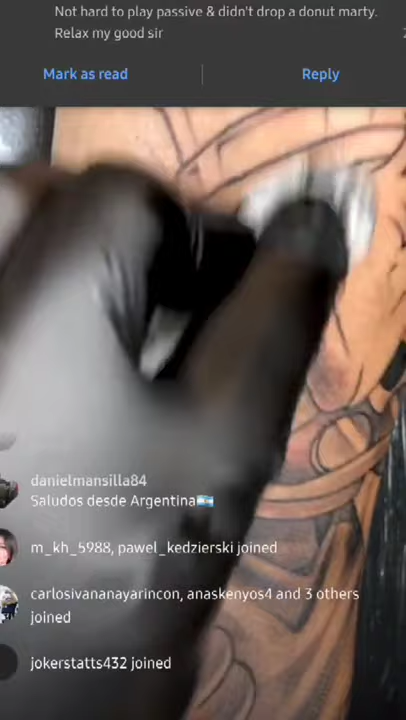 Not hard to play passive & didn't drop a donut marty.
Relax my good sir
Mark as read
Reply
danielmansilla84
Saludos desde Argentina🇦🇷
m_kh_5988, pawel_kedzierski joined
carlosivananayarincon, anaskenyos4 and 3 others
joined
jokerstatts432 joined